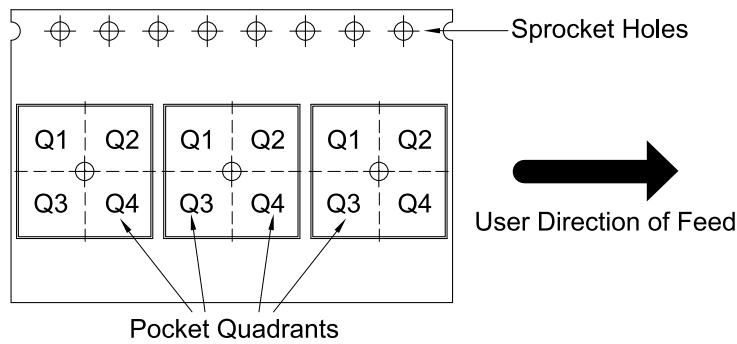 Sprocket Holes
Q1 Q2 Q1 Q2 Q1 Q2
Q3 Q4 Q3 Q4 Q3 Q4
User Direction of Feed
Pocket Quadrants